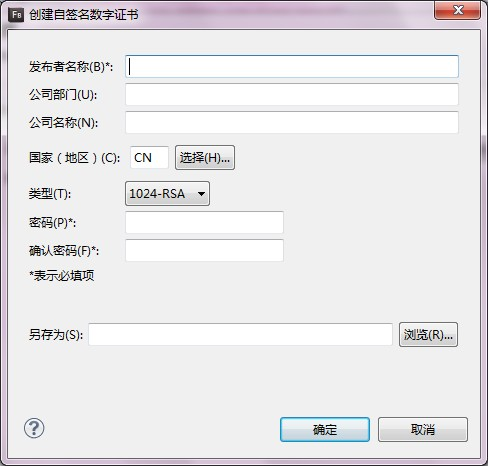 FB 创建自签名数字证书
发布者名称(B)*:
公司部门(U):
公司名称(N):
国家（地区）(C): CN 选择(H)...
类型(T): 1024-RSA
密码(P)*:
确认密码(F)*:
*表示必填项
另存为(S): 浏览(R)...
? 确定 取消